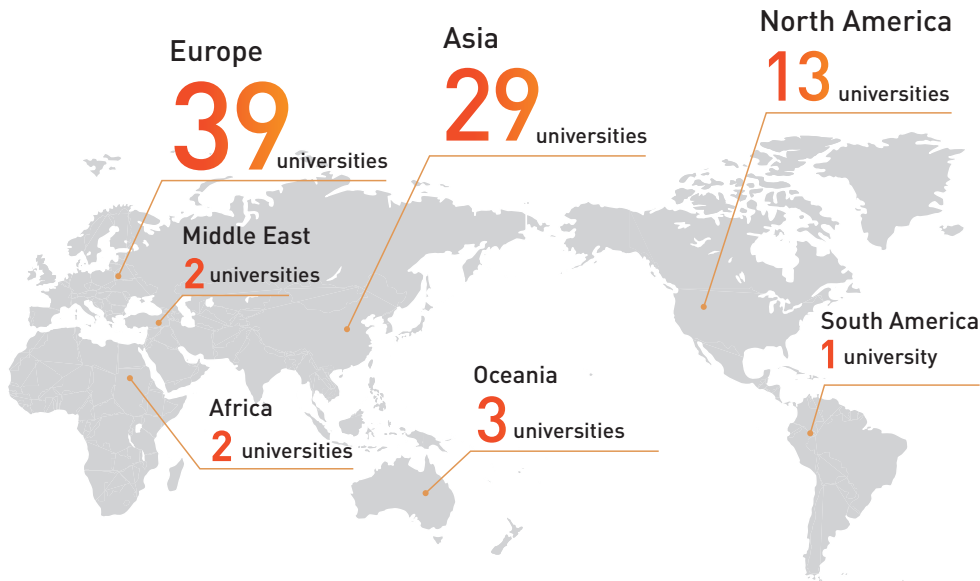 Europe
39 universities
Asia
29 universities
North America
13 universities
Middle East
2 universities
South America
1 university
Africa
2 universities
Oceania
3 universities